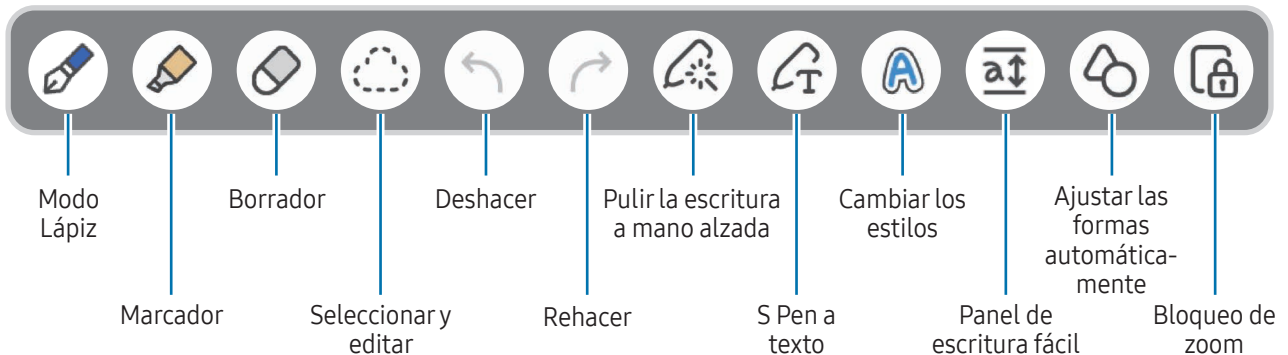 Modo
Lápiz
Borrador
Deshacer
Pulir la escritura
a mano alzada
Cambiar los
estilos
Ajustar las
formas
automática-
mente
Marcador
Seleccionar y
editar
Rehacer
S Pen a
texto
Panel de
escritura fácil
Bloqueo de
zoom